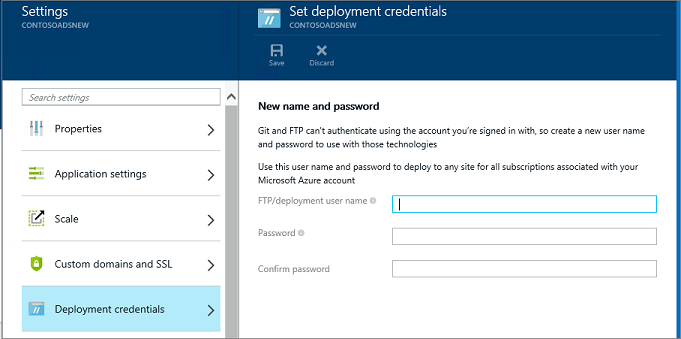 Settings
CONTOSOADSNEW
Search settings
Properties
Application settings
Scale
Custom domains and SSL
Deployment credentials
Set deployment credentials
CONTOSOADSNEW
Save
Discard
New name and password
Git and FTP can't authenticate using the account you're signed in with, so create a new user name
and password to use with those technologies
Use this user name and password to deploy to any site for all subscriptions associated with your
Microsoft Azure account
FTP/deployment user name
Password
Confirm password